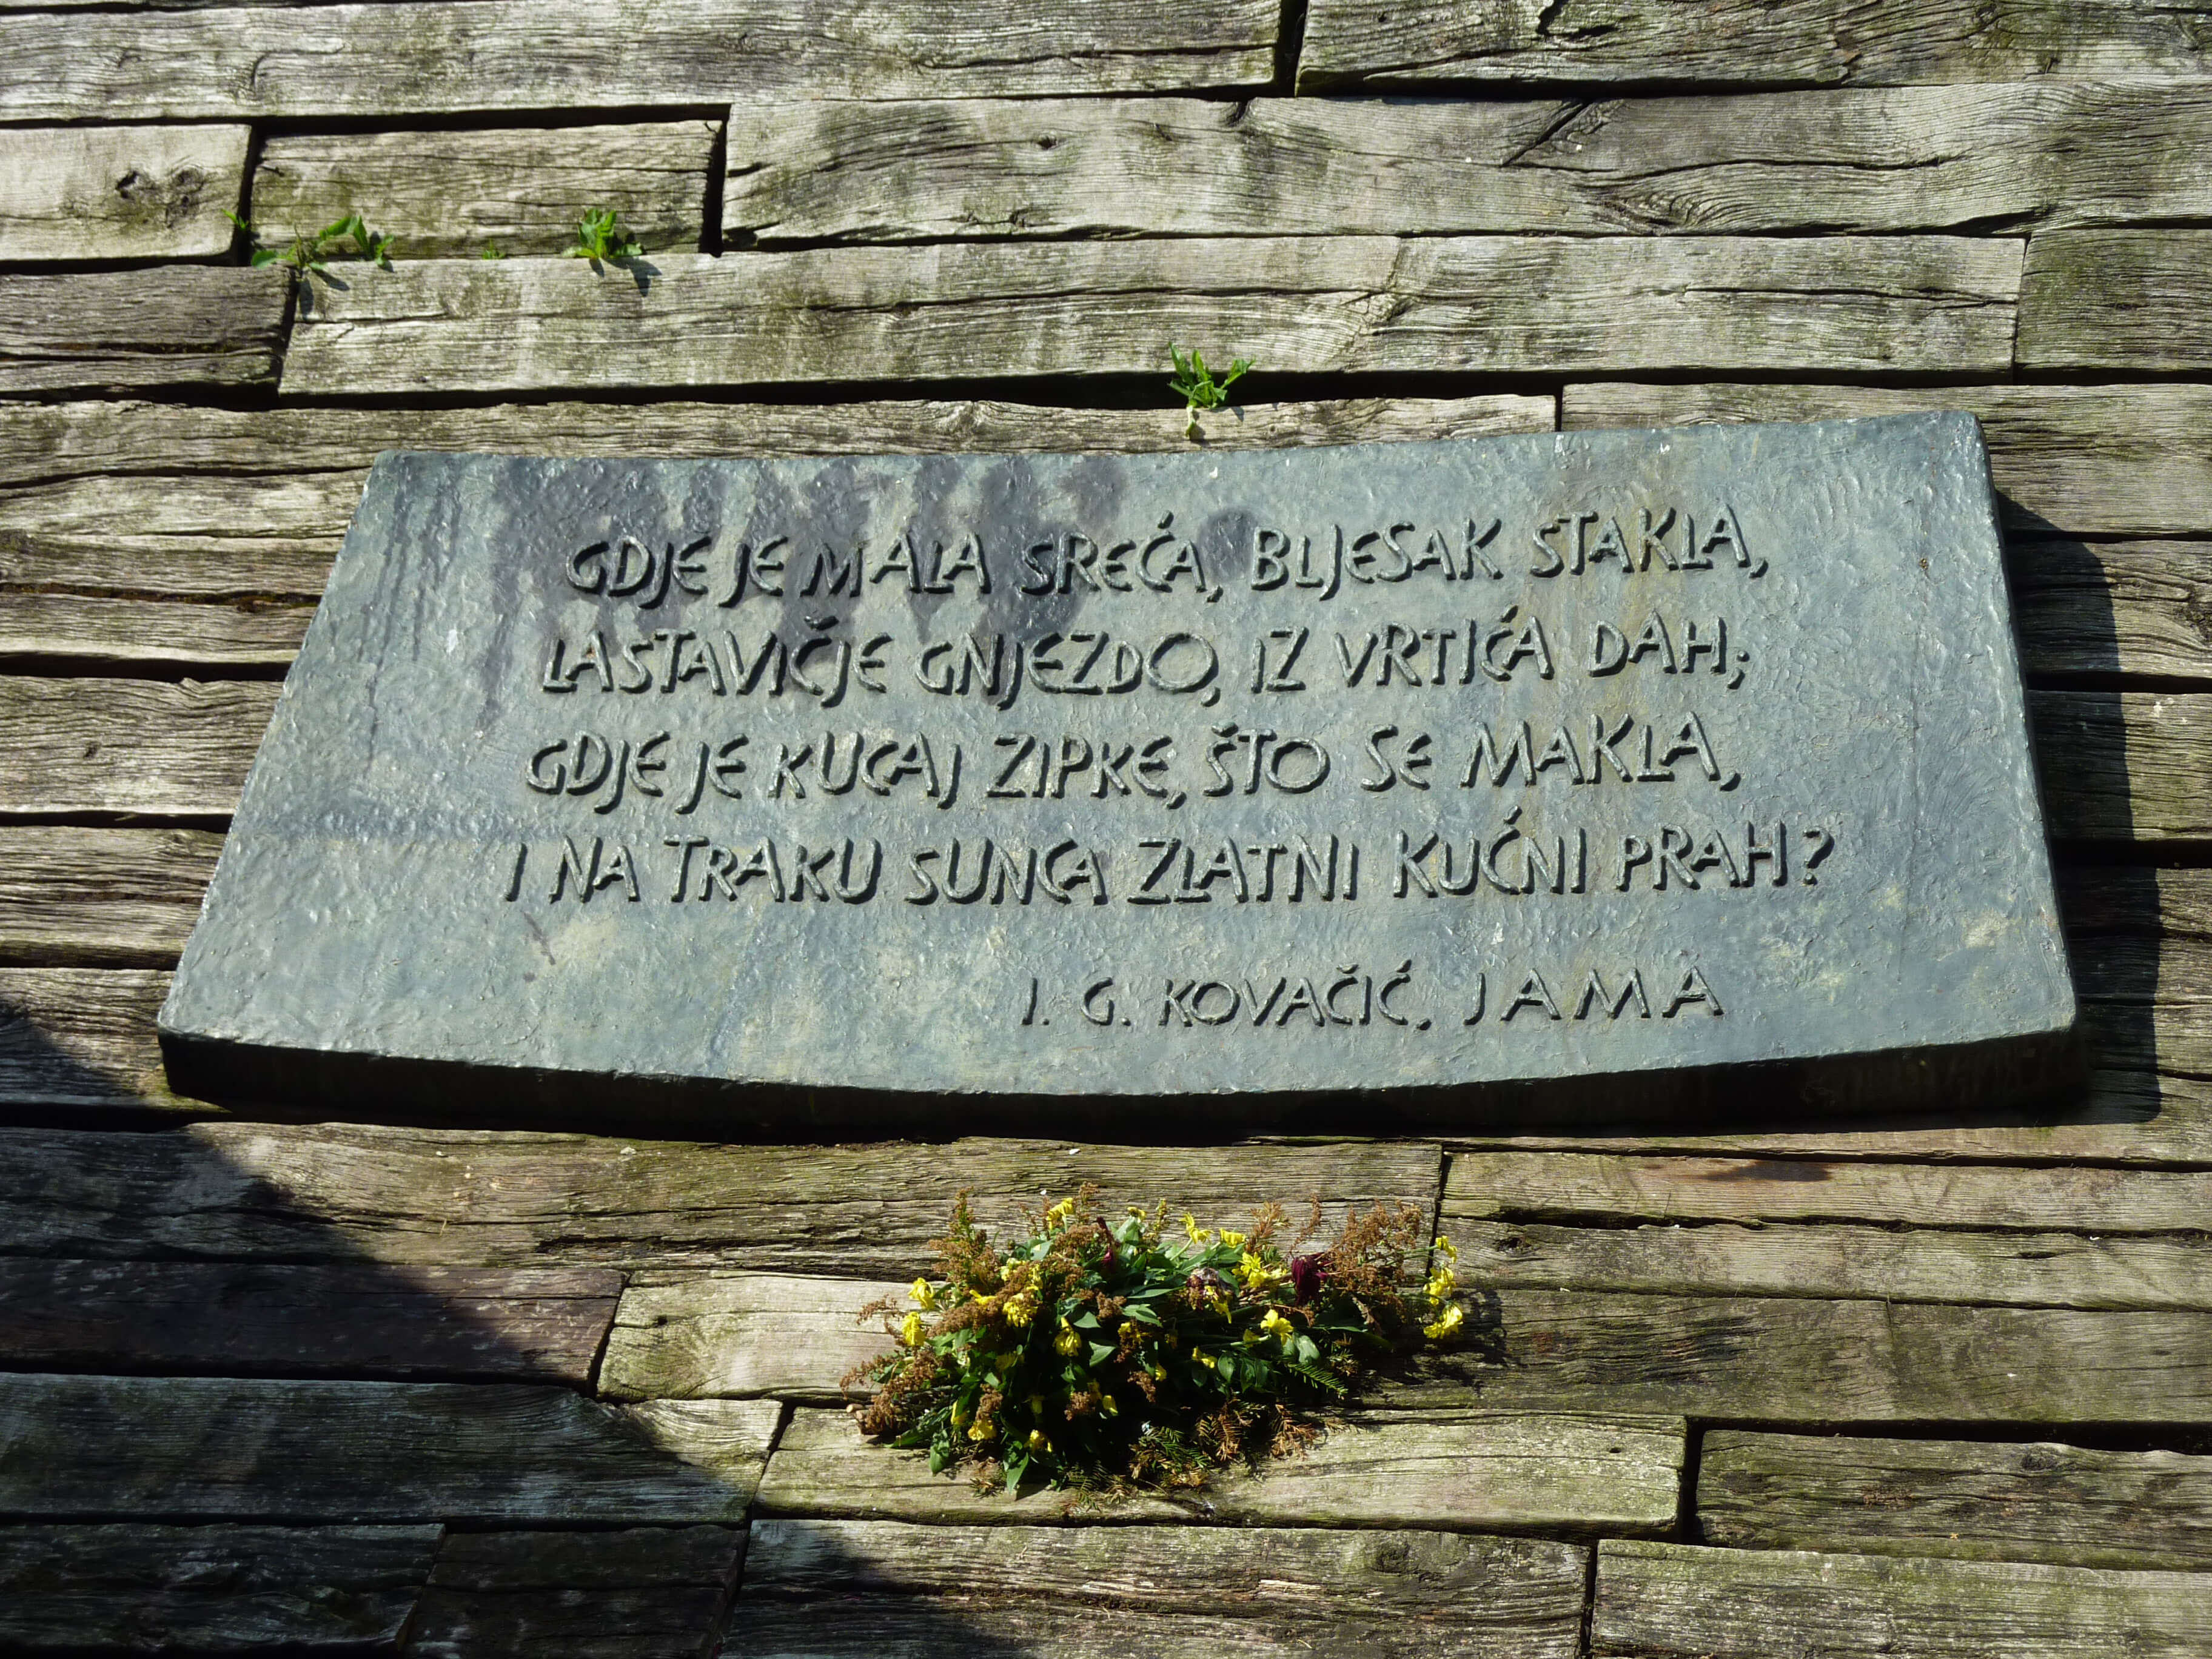 GDJE JE MALA SREĆA, BLJESAK STAKLA,
LASTAVIČJE GNJEZDO, IZ VRTIĆA DAH;
GDJE JE KUCAJ ZIPKE, ŠTO SE MAKLA,
I NA TRAKU SUNCA ZLATNI KUĆNI PRAH?
I. G. KOVAČIĆ, JAMA